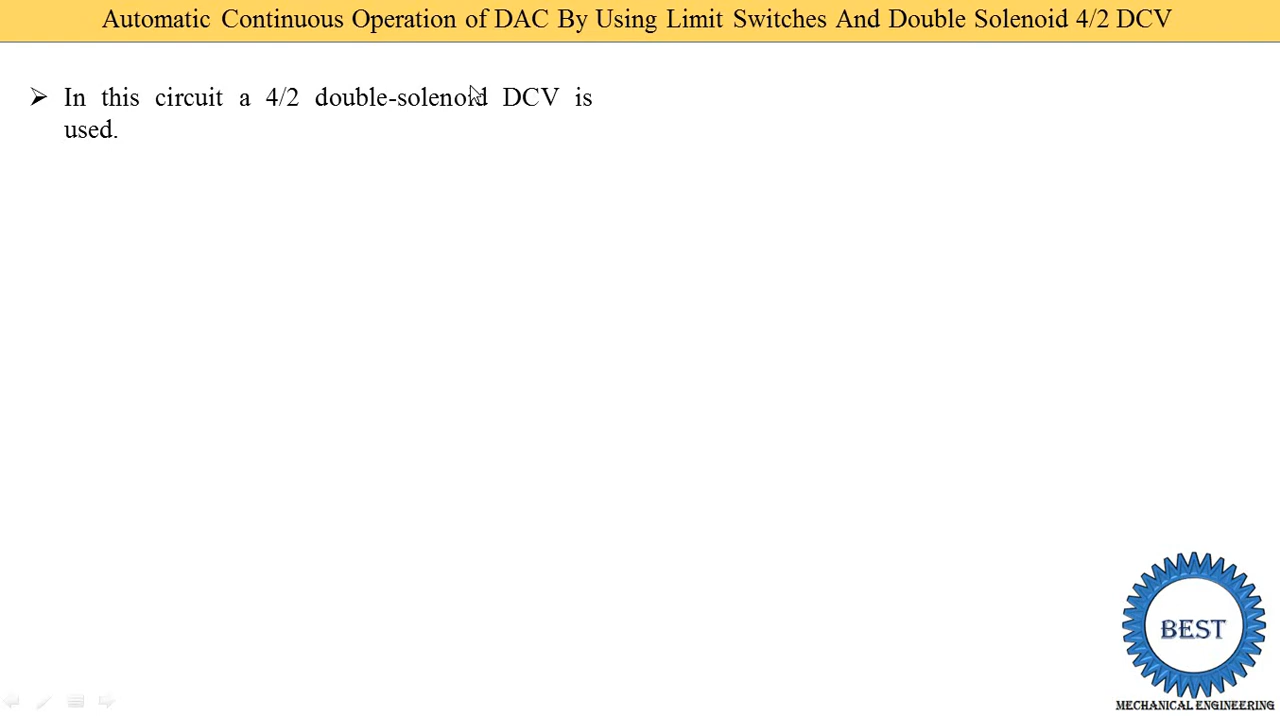 Automatic Continuous Operation of DAC By Using Limit Switches And Double Solenoid 4/2 DCV
➢ In this circuit a 4/2 double-solenoid DCV is
used.
BEST
MECHANICAL ENGINEERING